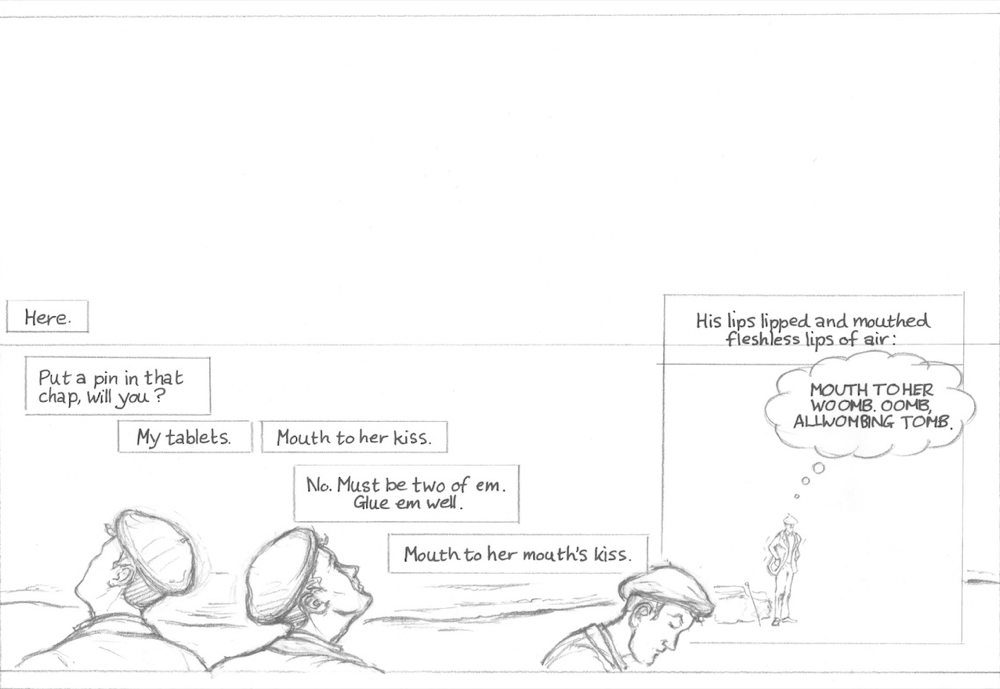 Here.
Put a pin in that
chap, will you?
My tablets.
Mouth to her kiss.
No. Must be two of em.
Glue em well.
Mouth to her mouth's kiss.
His lips lipped and mouthed
fleshless lips of air:
MOUTH TO HER
WOOMB. OOMB,
ALLWOMBING TOMB.